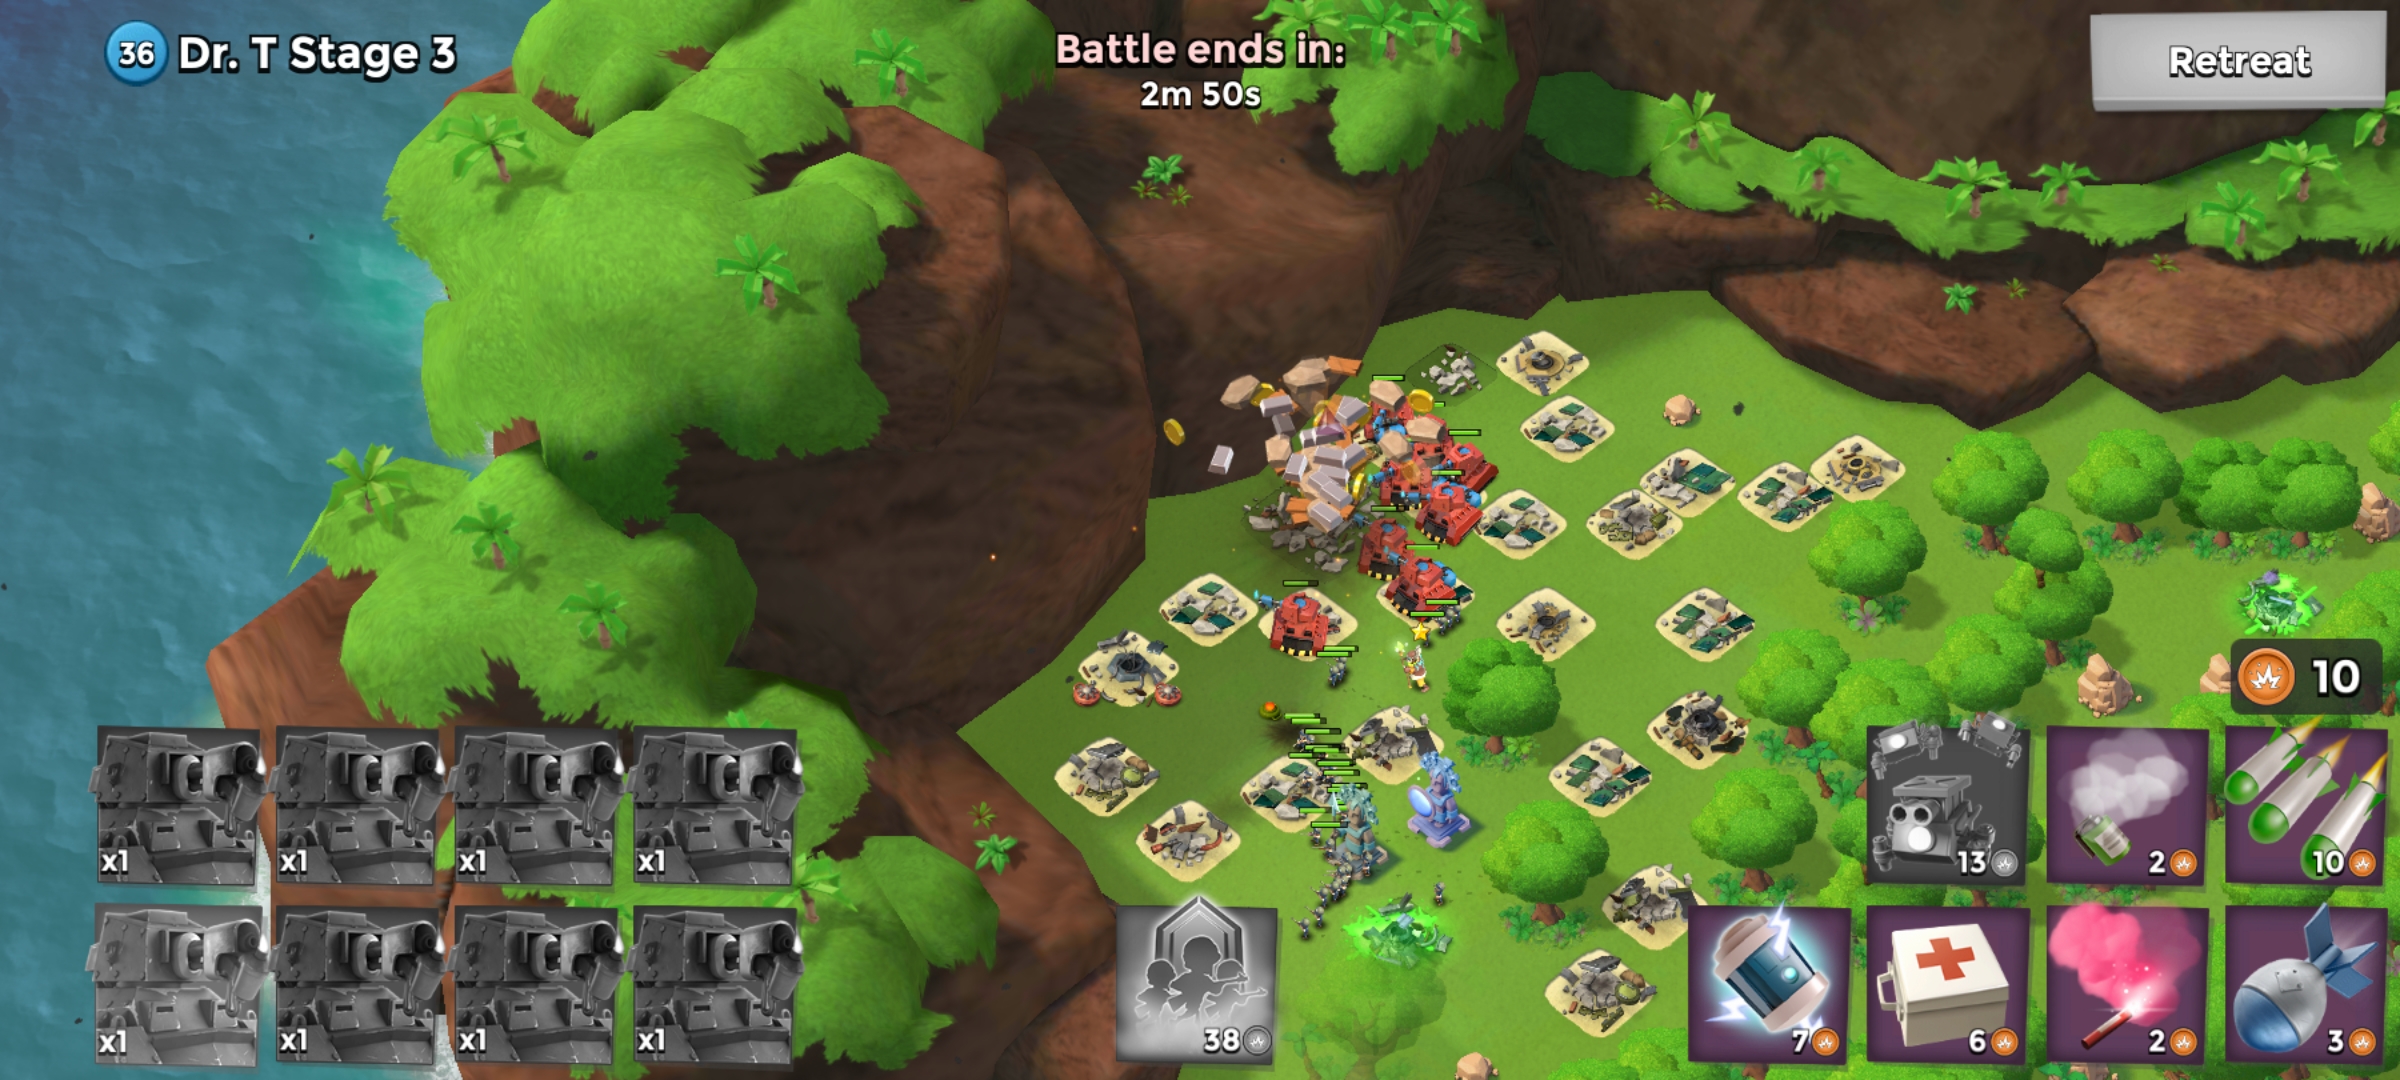 36 Dr. T Stage 3
Battle ends in:
2m 50s
Retreat
10
x1 x1 x1 x1
13 2 10
x1 x1 x1 x1
38 7 6 2 3